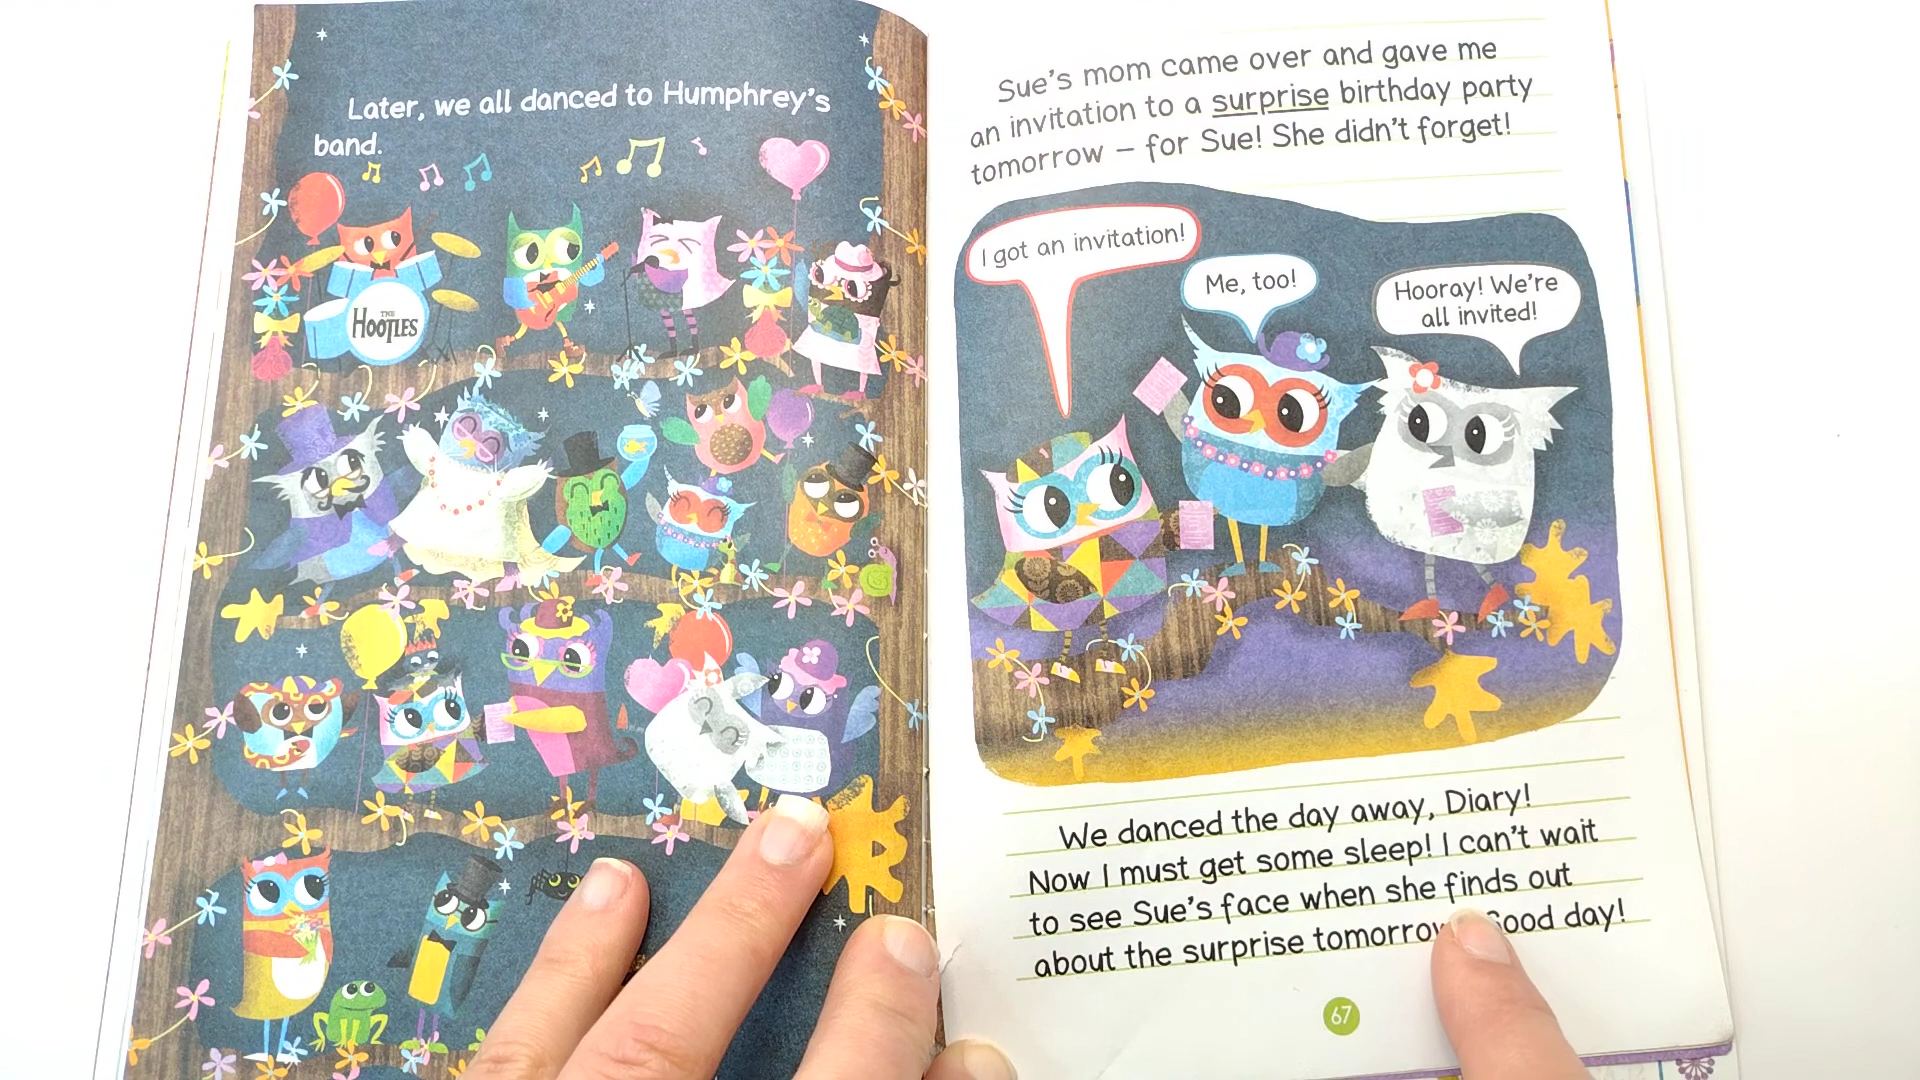 Later, we all danced to Humphrey's
band.
THE
HOOTLES
Sue's mom came over and gave me
an invitation to a surprise birthday party
tomorrow – for Sue! She didn't forget!
I got an invitation!
Me, too!
Hooray! We're
all invited!
We danced the day away, Diary!
Now I must get some sleep! I can't wait
to see Sue's face when she finds out
about the surprise tomorrow Good day!
67